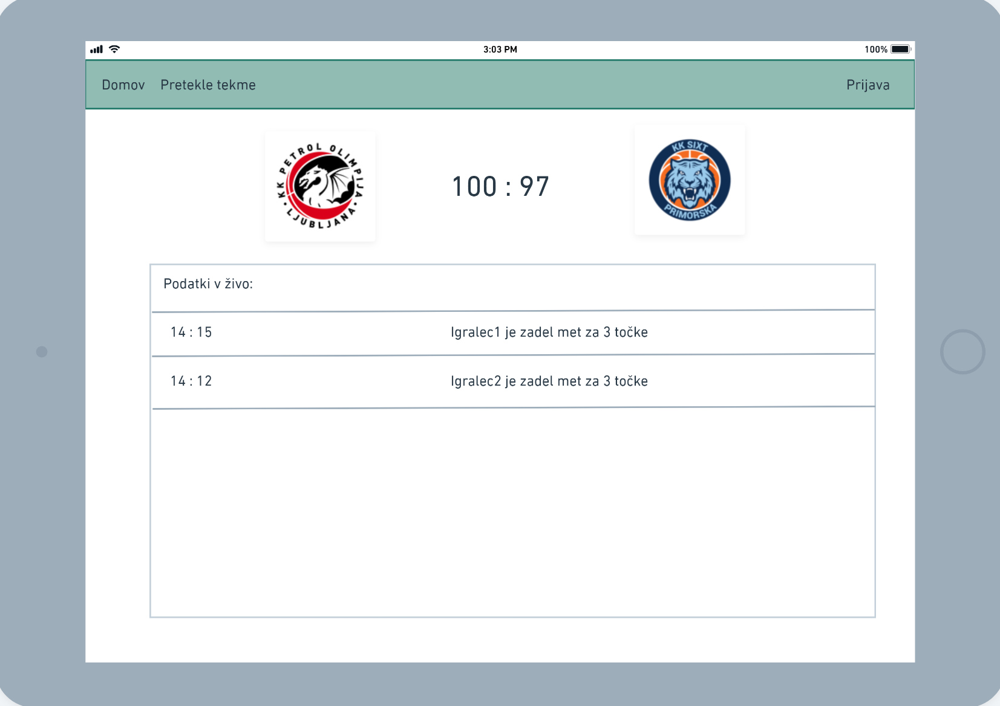 3:03 PM
100%
Domov Pretekle tekme Prijava
KK PETROL OLIMPIJA
• LJUBLJANA •
100 : 97
KK SIXT
PRIMORSKA
Podatki v živo:
14 : 15 Igralec1 je zadel met za 3 točke
14 : 12 Igralec2 je zadel met za 3 točke